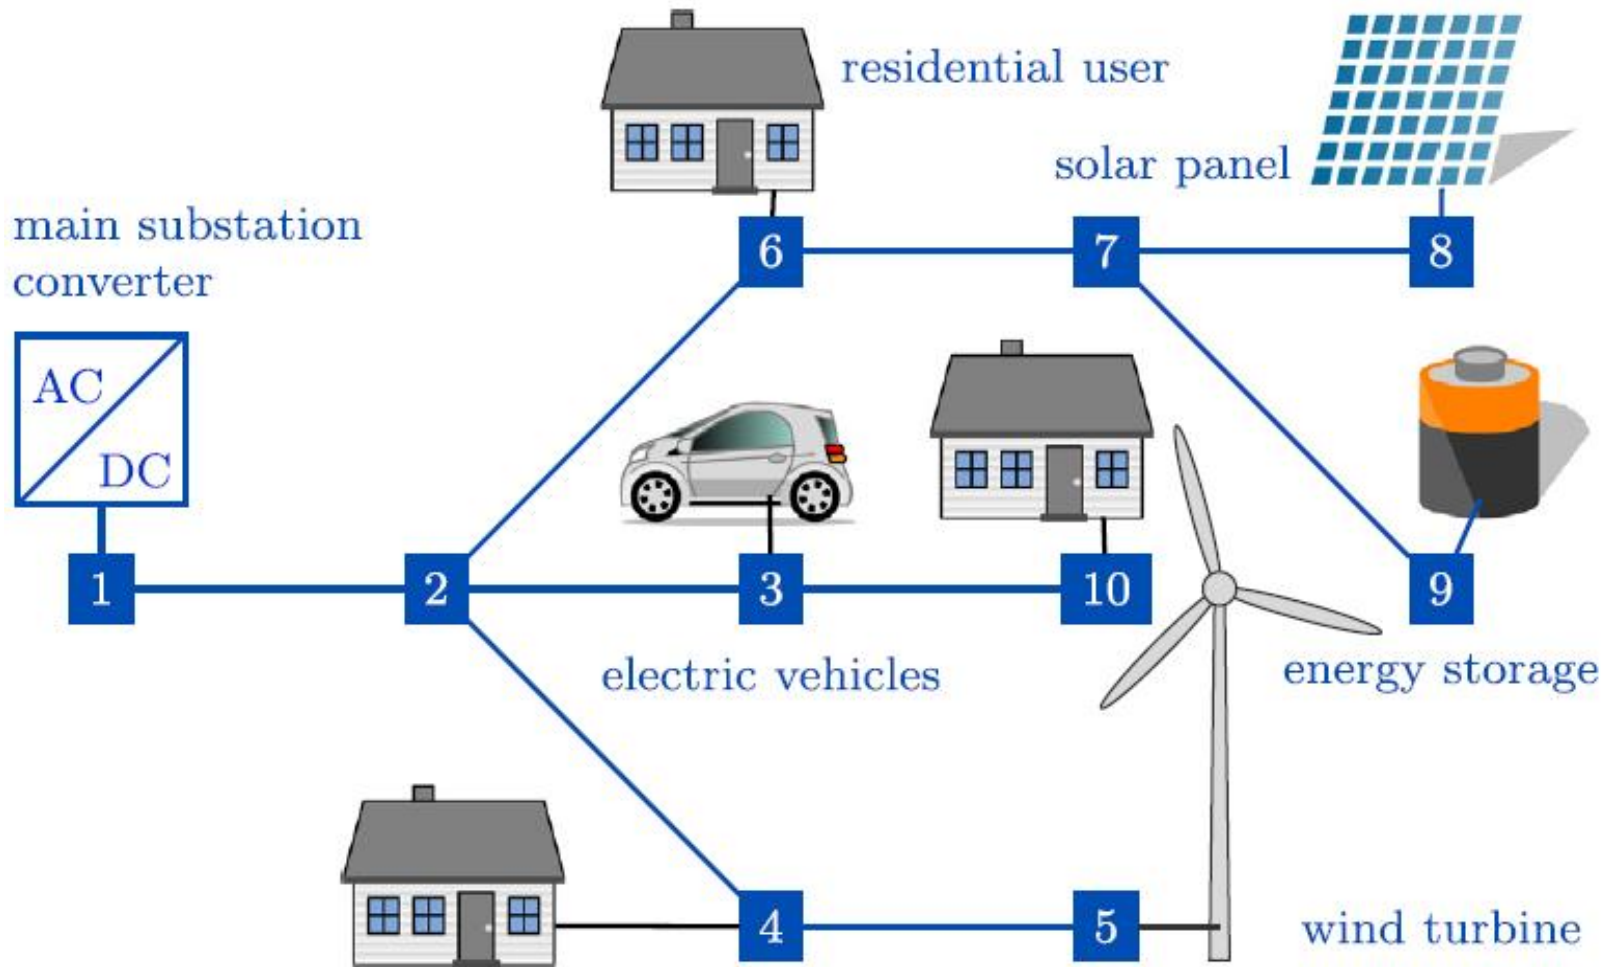 residential user
solar panel
main substation
converter
6
7
8
AC
DC
1
2
3
10
9
electric vehicles
energy storage
4
5
wind turbine